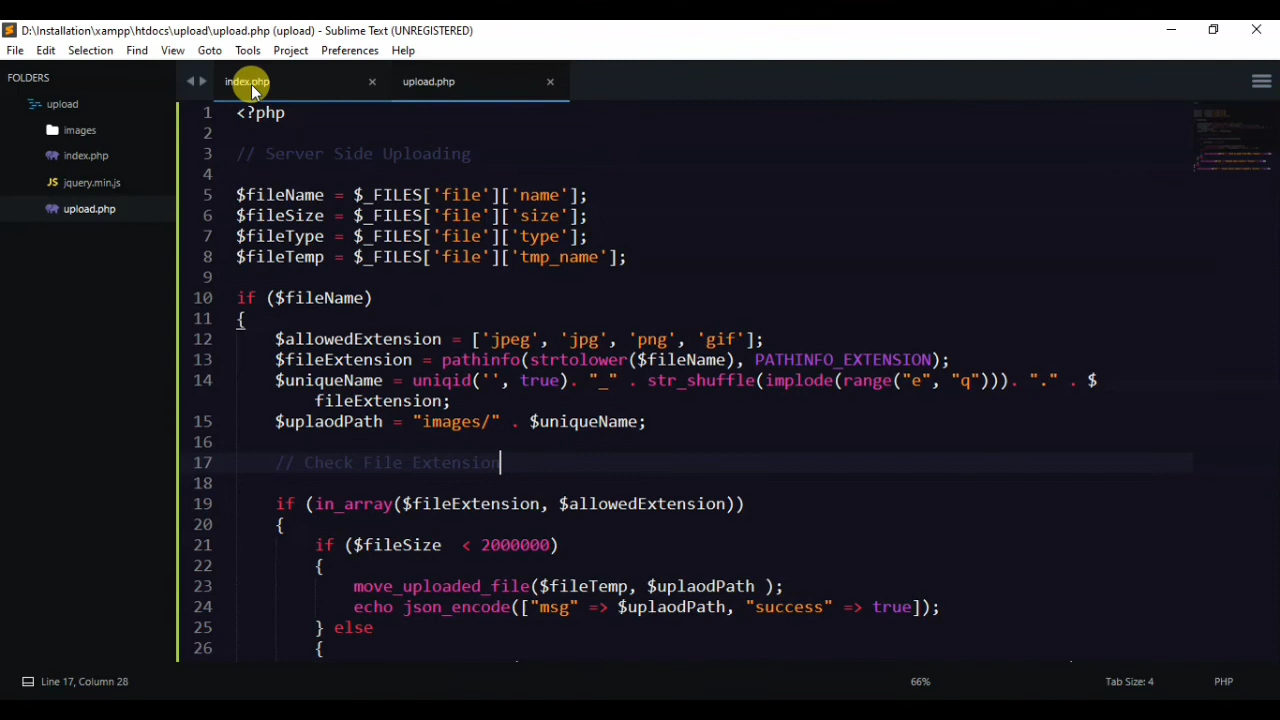 D:\Installation\xampp\htdocs\upload\upload.php (upload) - Sublime Text (UNREGISTERED)
File Edit Selection Find View Goto Tools Project Preferences Help
FOLDERS
upload
images
index.php
jquery.min.js
upload.php
index.php upload.php
1 <?php
2
3 // Server Side Uploading
4
5 $fileName = $_FILES['file']['name'];
6 $fileSize = $_FILES['file']['size'];
7 $fileType = $_FILES['file']['type'];
8 $fileTemp = $_FILES['file']['tmp_name'];
9
10 if ($fileName)
11 {
12 $allowedExtension = ['jpeg', 'jpg', 'png', 'gif'];
13 $fileExtension = pathinfo(strtolower($fileName), PATHINFO_EXTENSION);
14 $uniqueName = uniqid('', true). "_" . str_shuffle(implode(range("e", "q"))). "." . $
fileExtension;
15 $uplaodPath = "images/" . $uniqueName;
16
17 // Check File Extension
18
19 if (in_array($fileExtension, $allowedExtension))
20 {
21 if ($fileSize < 2000000)
22 {
23 move_uploaded_file($fileTemp, $uplaodPath );
24 echo json_encode(["msg" => $uplaodPath, "success" => true]);
25 } else
26 {
Line 17, Column 28 66% Tab Size: 4 PHP